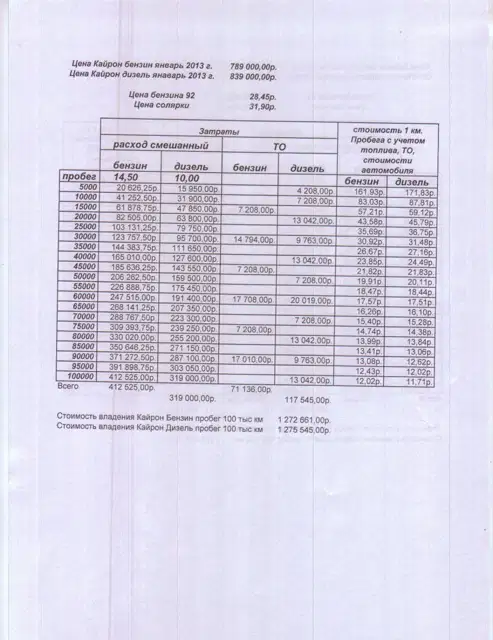 Цена Кайрон бензин январь 2013 г. 789 000,00р.
Цена Кайрон дизель янаварь 2013 г. 839 000,00р.
Цена бензина 92 28,45р.
Цена солярки 31,90р.
Затраты стоимость 1 км.
расход смешанный ТО Пробега с учетом
топлива, ТО,
стоимости
бензин дизель бензин дизель автомобиля
пробег 14,50 10,00 бензин дизель
5000 20 626,25р. 15 950,00р. 4 208,00р. 161,93р. 171,83р.
10000 41 252,50р. 31 900,00р. 7 208,00р. 83,03р. 87,81р.
15000 61 878,75р. 47 850,00р. 7 208,00р. 57,21р. 59,12р.
20000 82 505,00р. 63 800,00р. 13 042,00р. 43,58р. 45,79р.
25000 103 131,25р. 79 750,00р. 35,69р. 36,75р.
30000 123 757,50р. 95 700,00р. 14 794,00р. 9 763,00р. 30,92р. 31,48р.
35000 144 383,75р. 111 650,00р. 26,67р. 27,16р.
40000 165 010,00р. 127 600,00р. 13 042,00р. 23,85р. 24,49р.
45000 185 636,25р. 143 550,00р. 7 208,00р. 21,82р. 21,83р.
50000 206 262,50р. 159 500,00р. 7 208,00р. 19,91р. 20,11р.
55000 226 888,75р. 175 450,00р. 18,47р. 18,44р.
60000 247 515,00р. 191 400,00р. 17 708,00р. 20 019,00р. 17,57р. 17,51р.
65000 268 141,25р. 207 350,00р. 16,26р. 16,10р.
70000 288 767,50р. 223 300,00р. 7 208,00р. 15,40р. 15,28р.
75000 309 393,75р. 239 250,00р. 7 208,00р 14,74р. 14,38р.
80000 330 020,00р. 255 200,00р. 13 042,00р. 13,99р. 13,84р.
85000 350 646,25р. 271 150,00р. 13,41р. 13,06р.
90000 371 272,50р. 287 100,00р. 17 010,00р. 9 763,00р. 13,08р. 12,62р.
95000 391 898,75р. 303 050,00р. 12,43р. 12,02р.
100000 412 525,00р. 319 000,00р. 13 042,00р. 12,02р. 11,71р.
Всего 412 525,00р. 71 136,00р.
319 000,00р. 117 545,00р.
Стоимость владения Кайрон Бензин пробег 100 тыс км 1 272 661,00р.
Стоимость владения Кайрон Дизель пробег 100 тыс км 1 275 545,00р.